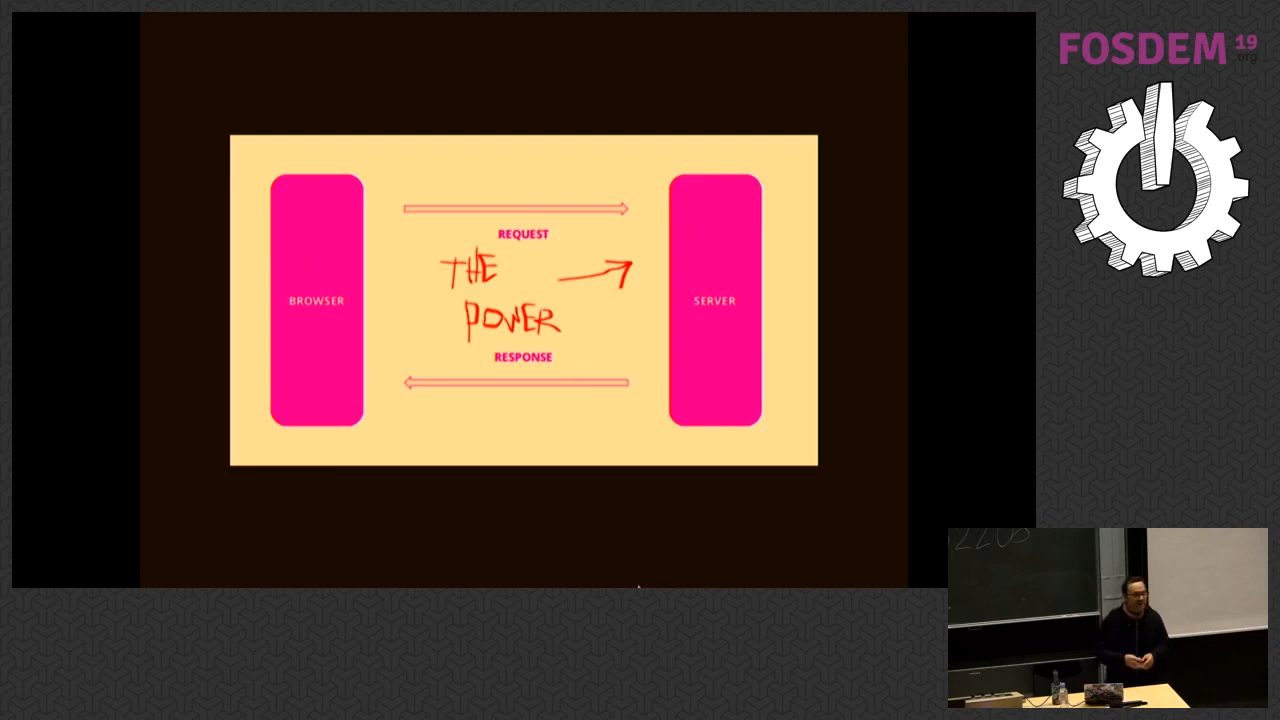 FOSDEM 19
.org
REQUEST
THE
POWER
BROWSER
SERVER
RESPONSE